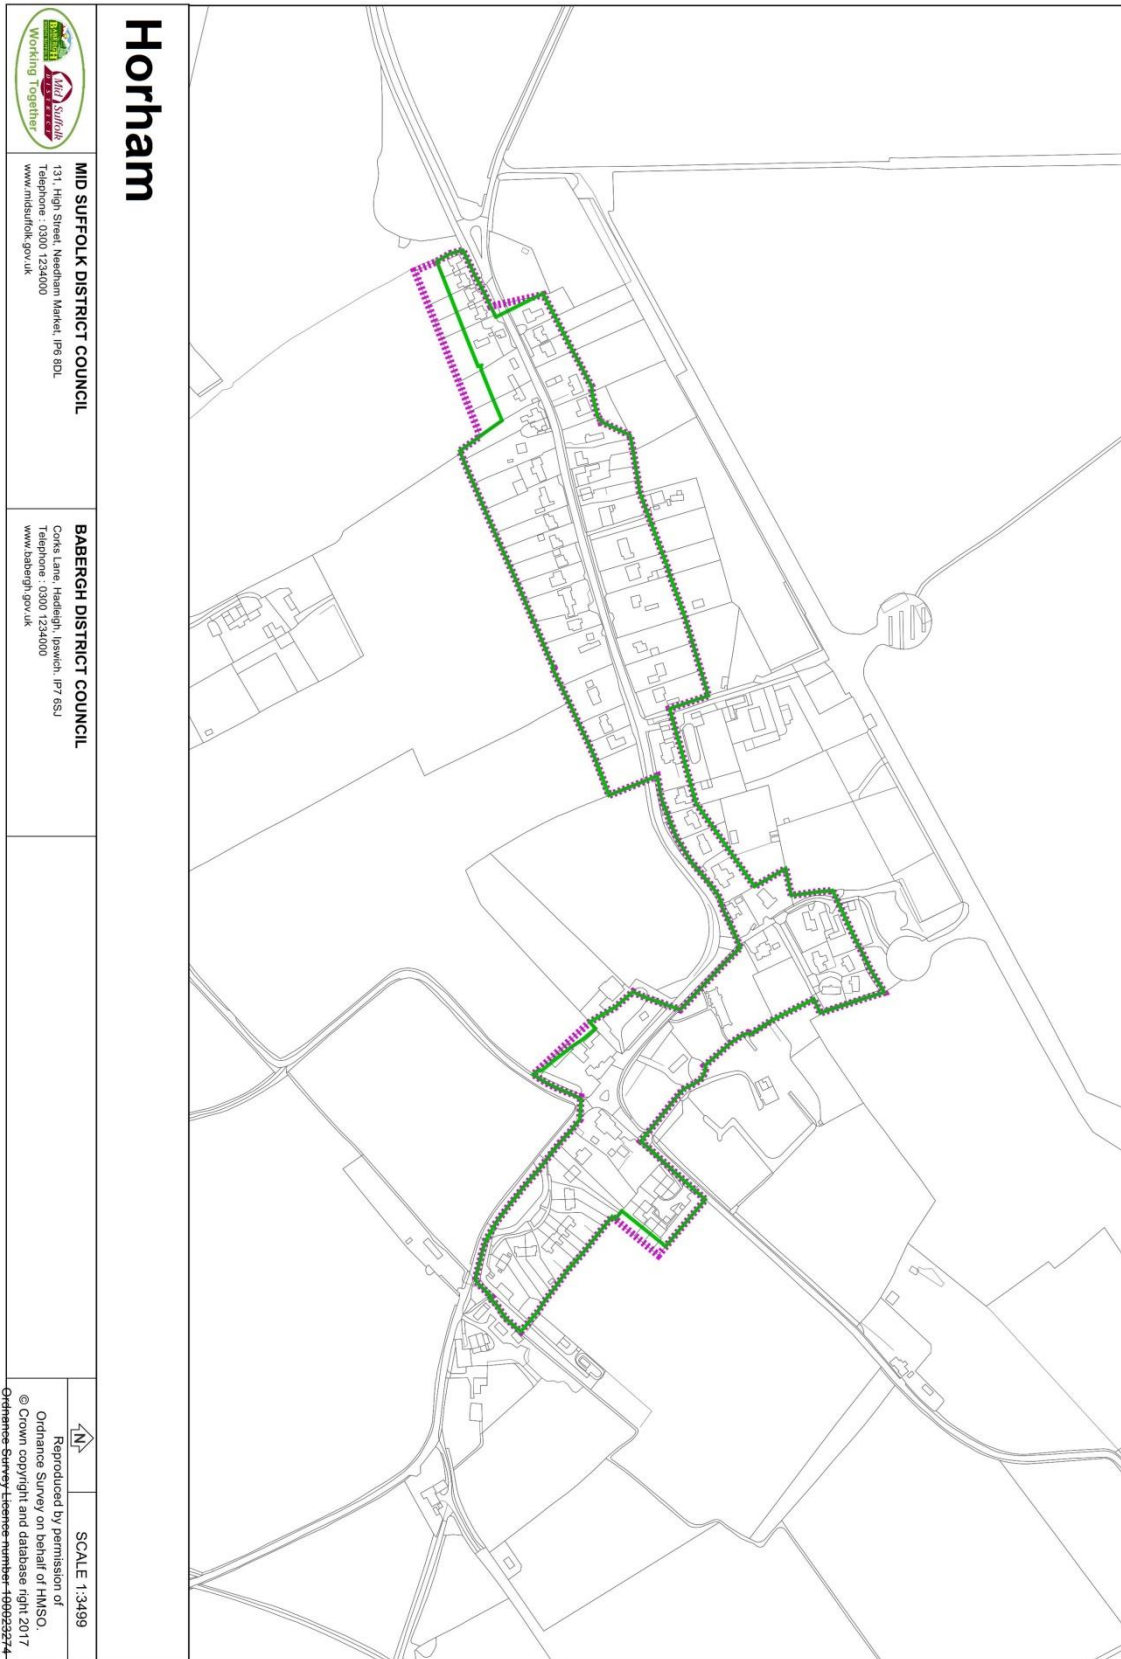 Horham
BABERGH
Mid Suffolk
DISTRICT
Working Together
MID SUFFOLK DISTRICT COUNCIL
131, High Street, Needham Market, IP6 8DL
Telephone : 0300 1234000
www.midsuffolk.gov.uk
BABERGH DISTRICT COUNCIL
Corks Lane, Hadleigh, Ipswich. IP7 6SJ
Telephone : 0300 1234000
www.babergh.gov.uk
N
SCALE 1:3499
Reproduced by permission of
Ordnance Survey on behalf of HMSO.
© Crown copyright and database right 2017
Ordnance Survey Licence number 100023274